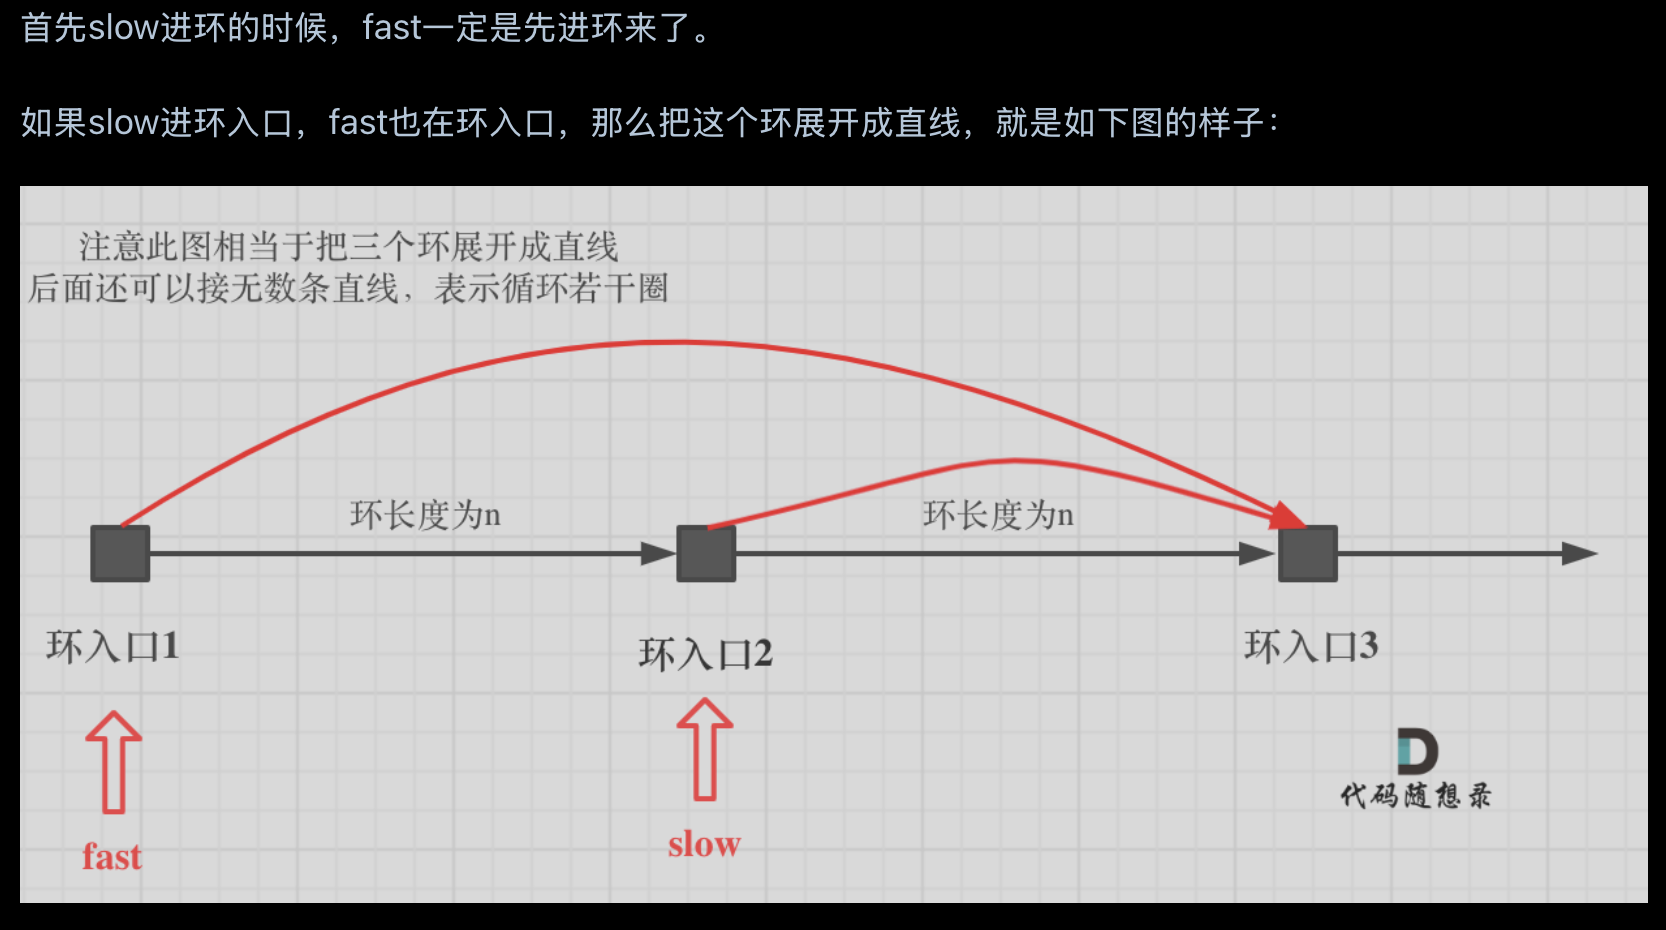 首先slow进环的时候，fast一定是先进环来了。
如果slow进环入口，fast也在环入口，那么把这个环展开成直线，就是如下图的样子：
注意此图相当于把三个环展开成直线
后面还可以接无数条直线，表示循环若干圈
环长度为n
环长度为n
环入口1
环入口2
环入口3
fast
slow
代码随想录